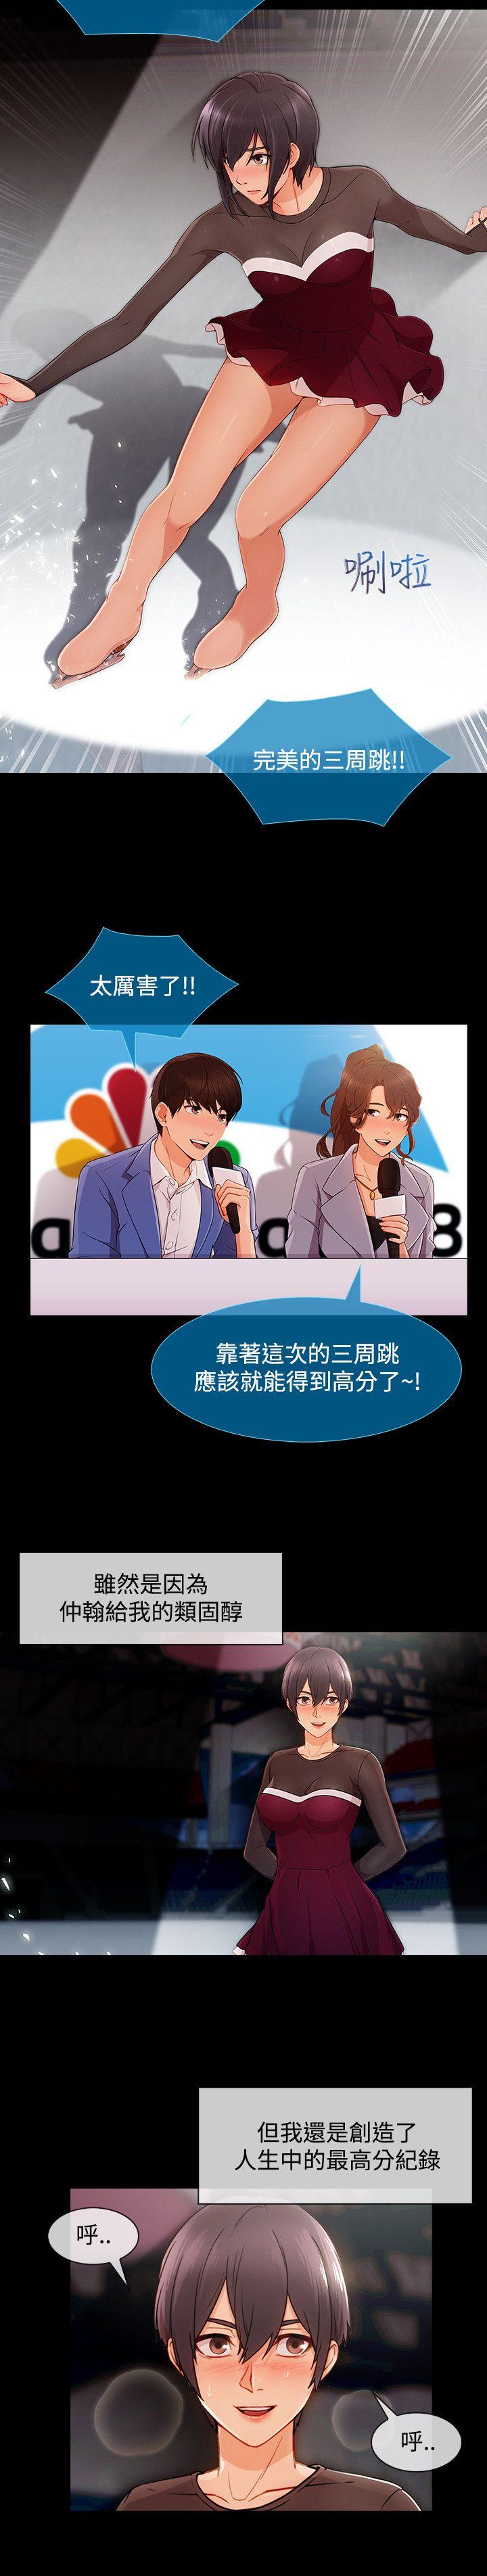 唰啦
完美的三周跳!!
太厲害了!!
a
a
8
靠著這次的三周跳
應該就能得到高分了~!
雖然是因為
仲翰給我的類固醇
但我還是創造了
人生中的最高分紀錄
呼..
呼..